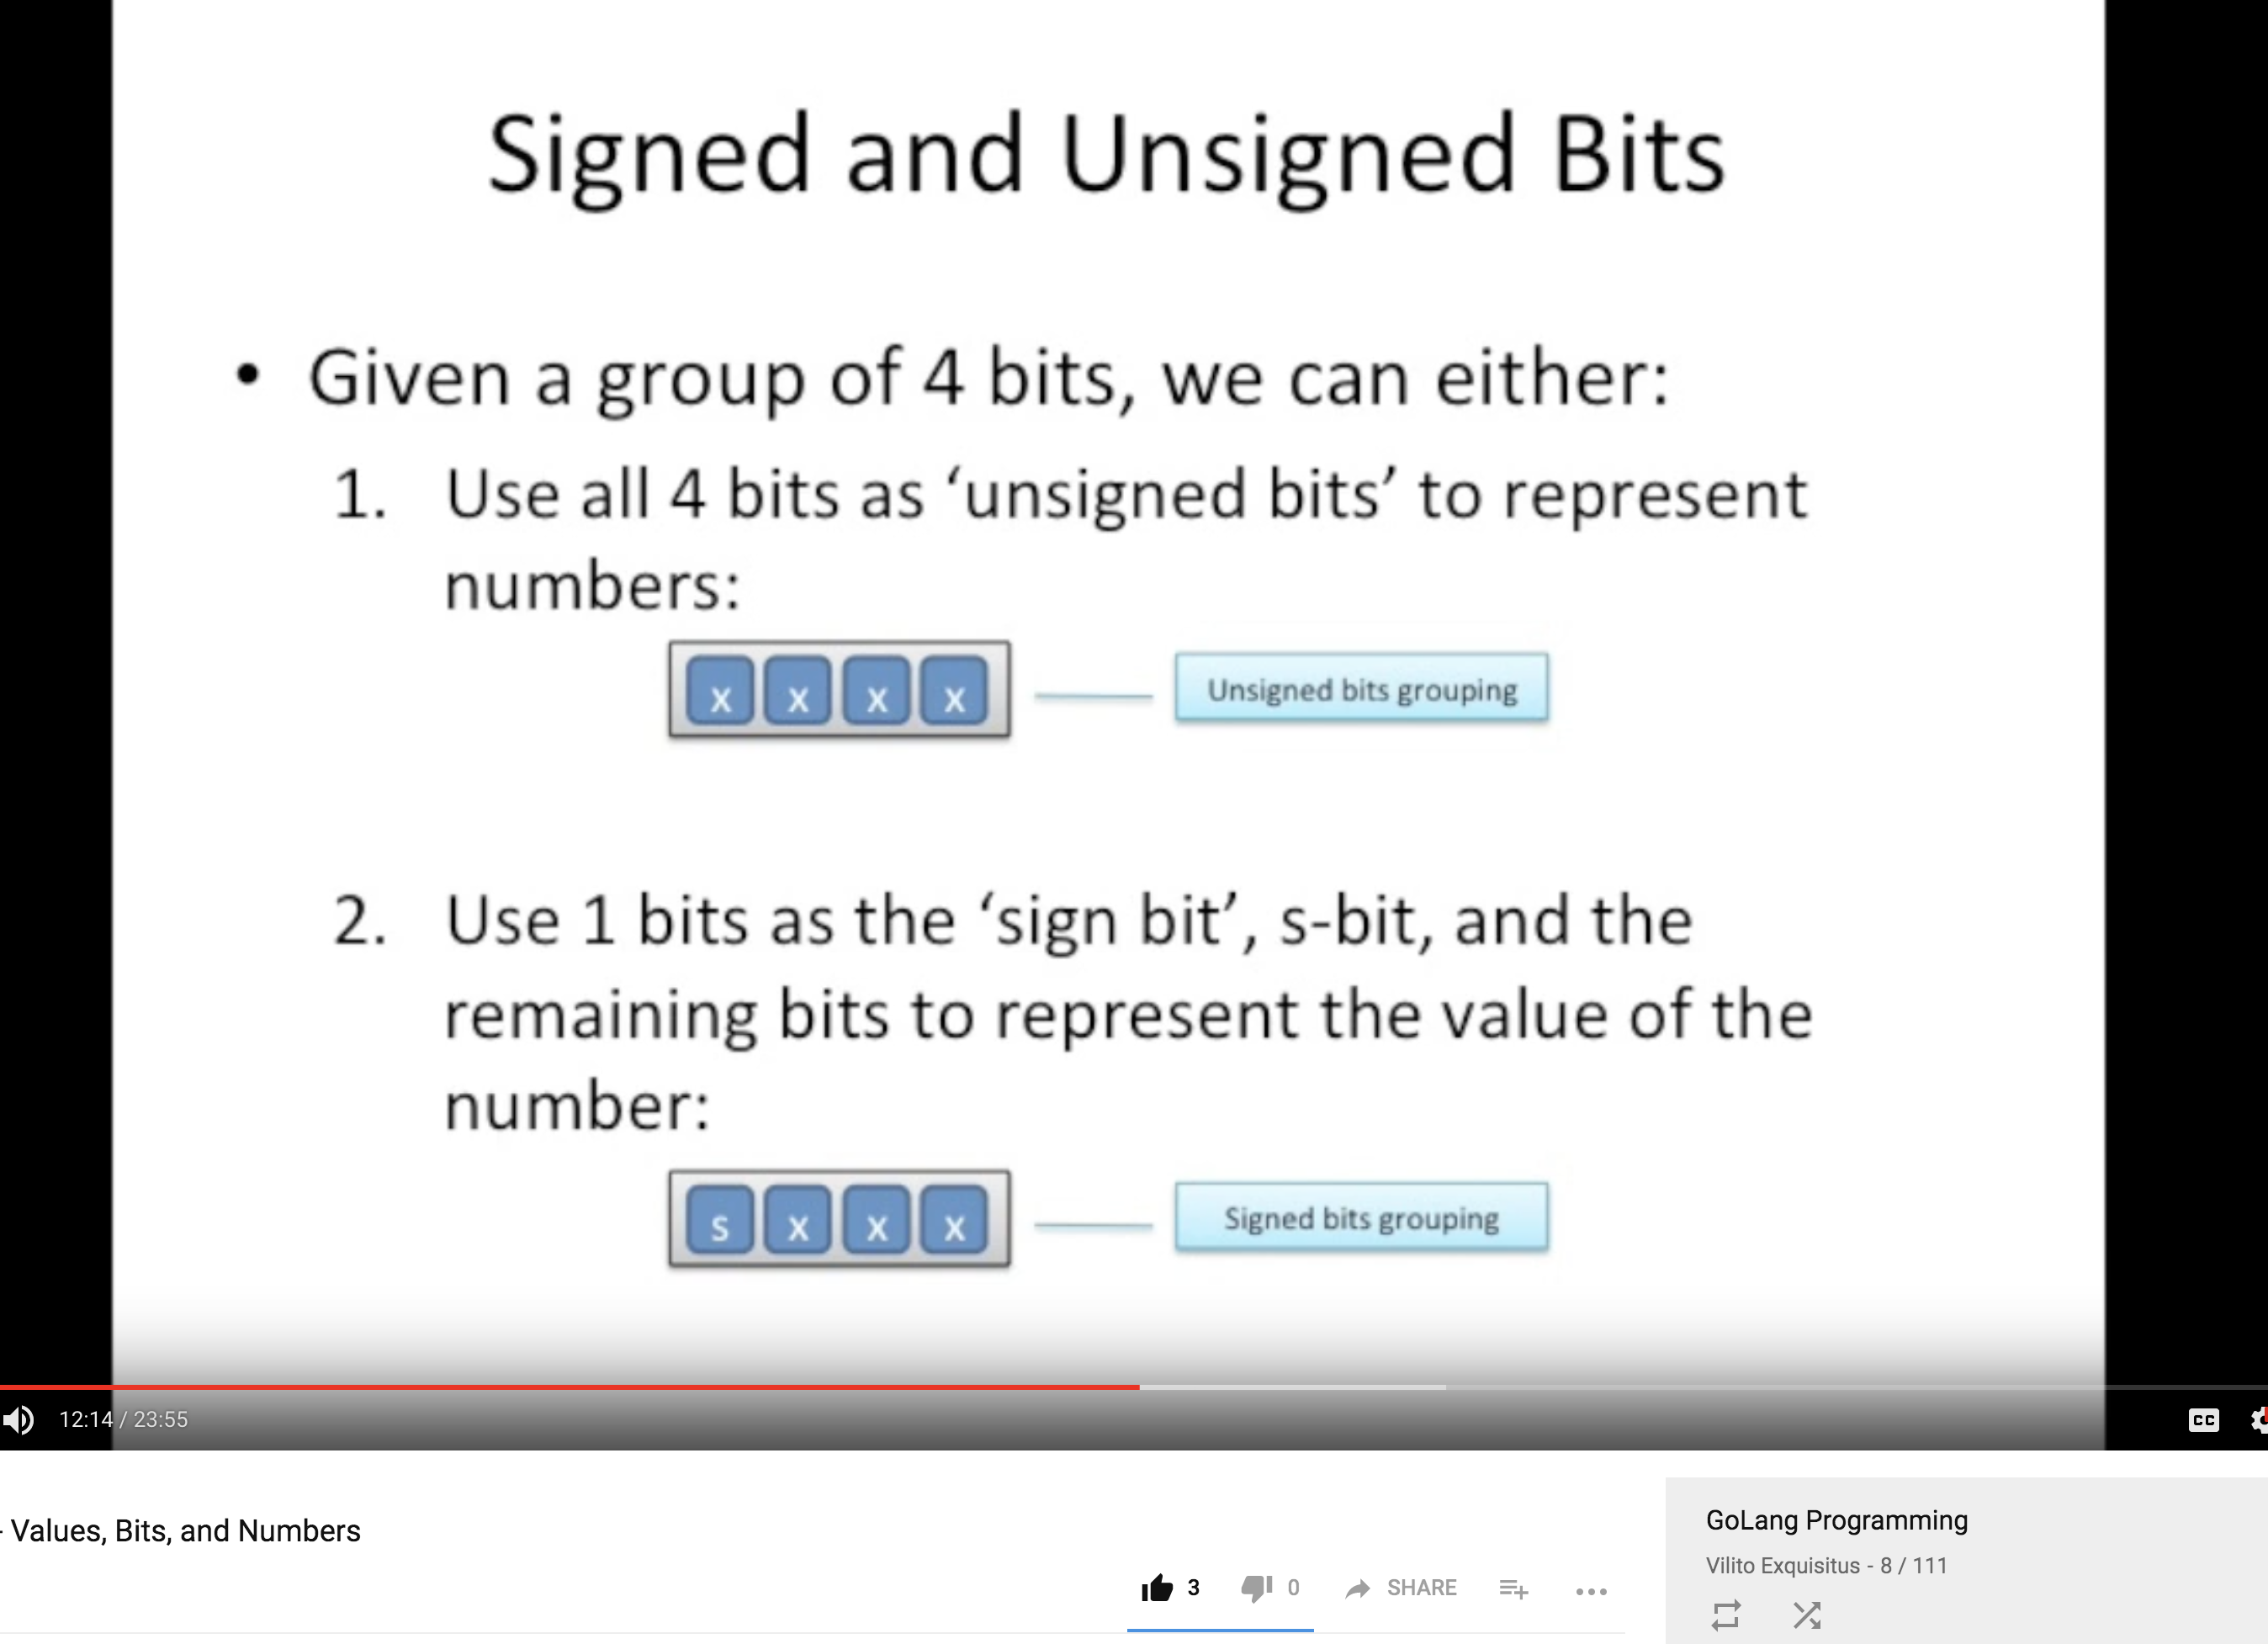 Signed and Unsigned Bits
• Given a group of 4 bits, we can either:
1. Use all 4 bits as ‘unsigned bits’ to represent
numbers:
x x x x
Unsigned bits grouping
2. Use 1 bits as the ‘sign bit’, s-bit, and the
remaining bits to represent the value of the
number:
s x x x
Signed bits grouping
12:14 / 23:55
CC
- Values, Bits, and Numbers
3 0 SHARE
GoLang Programming
Vilito Exquisitus - 8 / 111